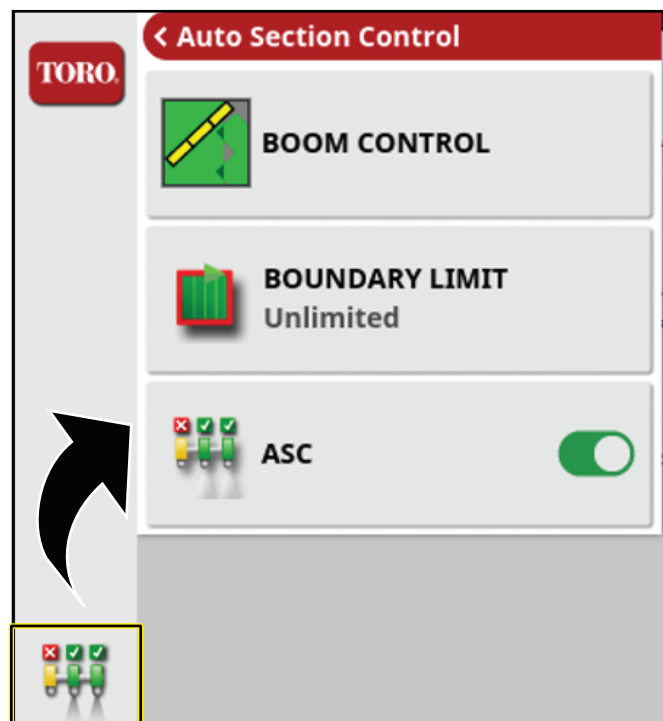 TORO.
< Auto Section Control
BOOM CONTROL
BOUNDARY LIMIT
Unlimited
ASC